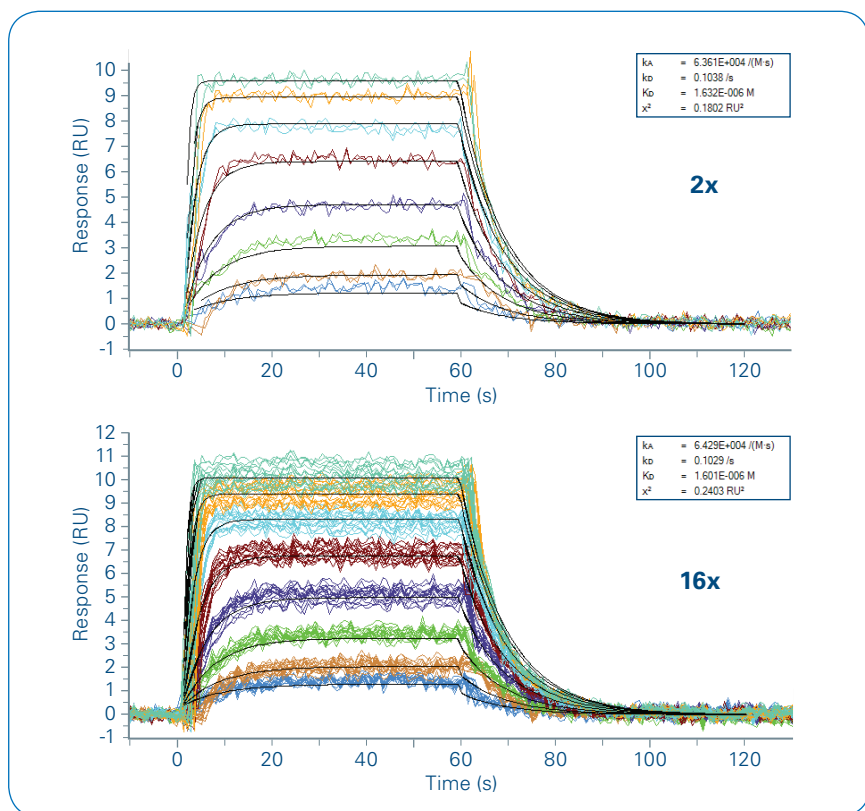 10
9
8
7
6
5
4
3
2
1
0
-1
Response (RU)
0 20 40 60 80 100 120
Time (s)
kA = 6.361E+004 /(M·s)
kD = 0.1038 /s
KD = 1.632E-006 M
x² = 0.1802 RU²
2x
12
11
10
9
8
7
6
5
4
3
2
1
0
-1
Response (RU)
0 20 40 60 80 100 120
Time (s)
kA = 6.429E+004 /(M·s)
kD = 0.1029 /s
KD = 1.601E-006 M
x² = 0.2403 RU²
16x